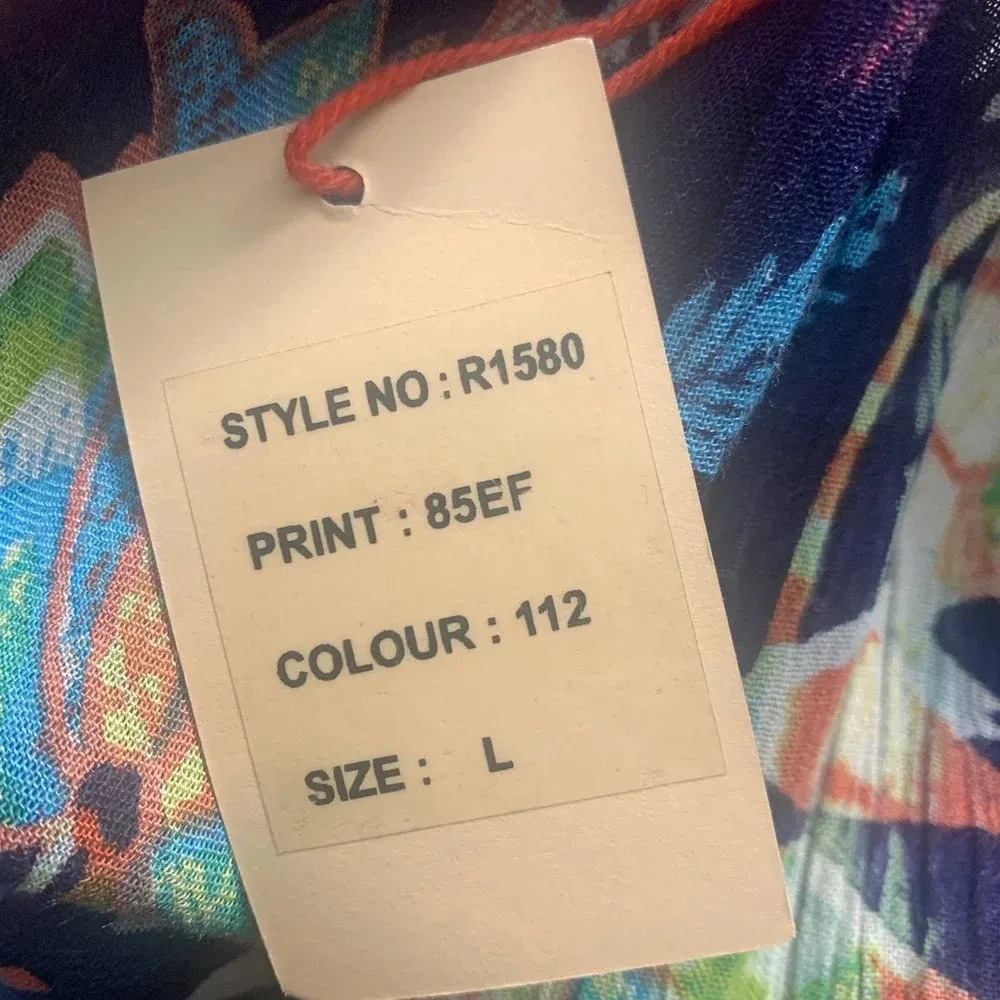 STYLE NO : R1580
PRINT : 85EF
COLOUR : 112
SIZE : L